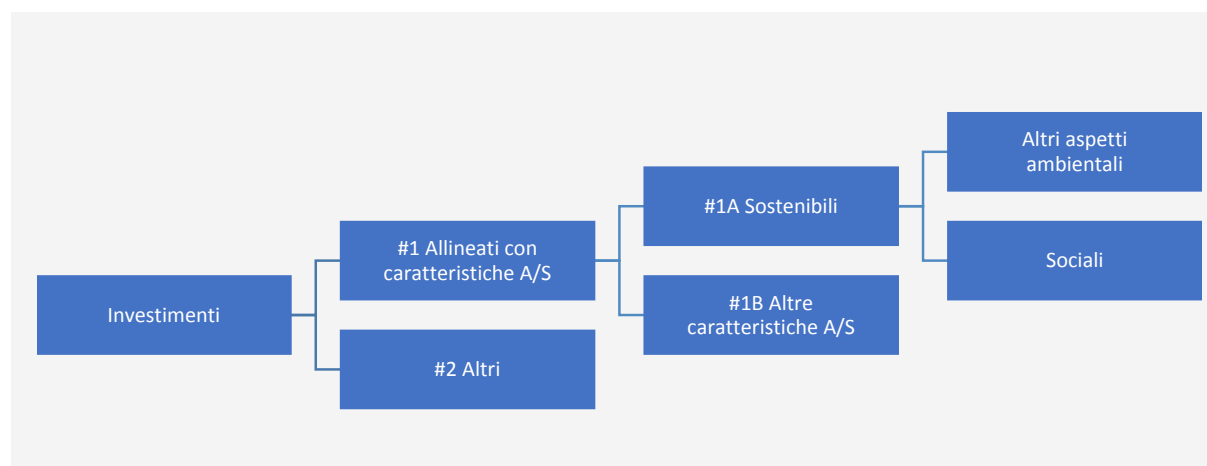 Investimenti
#1 Allineati con
caratteristiche A/S
#2 Altri
#1A Sostenibili
#1B Altre
caratteristiche A/S
Altri aspetti
ambientali
Sociali